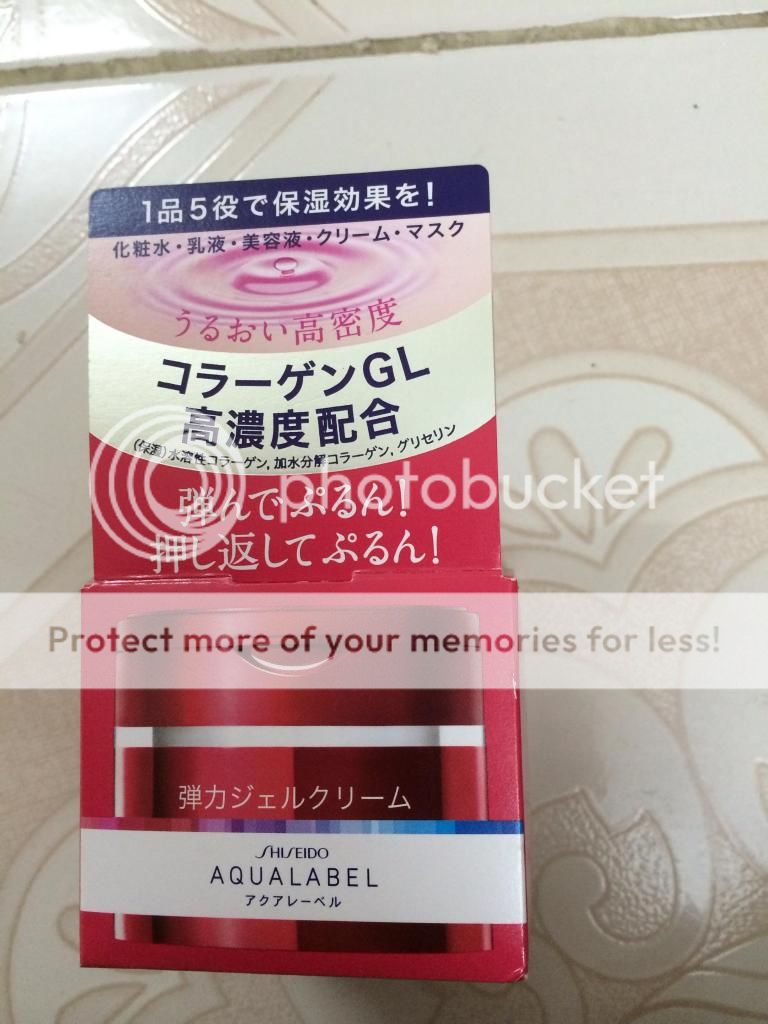 1品5役で保湿効果を！
化粧水・乳液・美容液・クリーム・マスク
うるおい高密度
コラーゲンGL
高濃度配合
(保湿)水溶性コラーゲン, 加水分解コラーゲン, グリセリン
photobucket
弾んでぷるん！
押し返してぷるん！
Protect more of your memories for less!
弾力ジェルクリーム
SHISEIDO
AQUALABEL
アクアレーベル